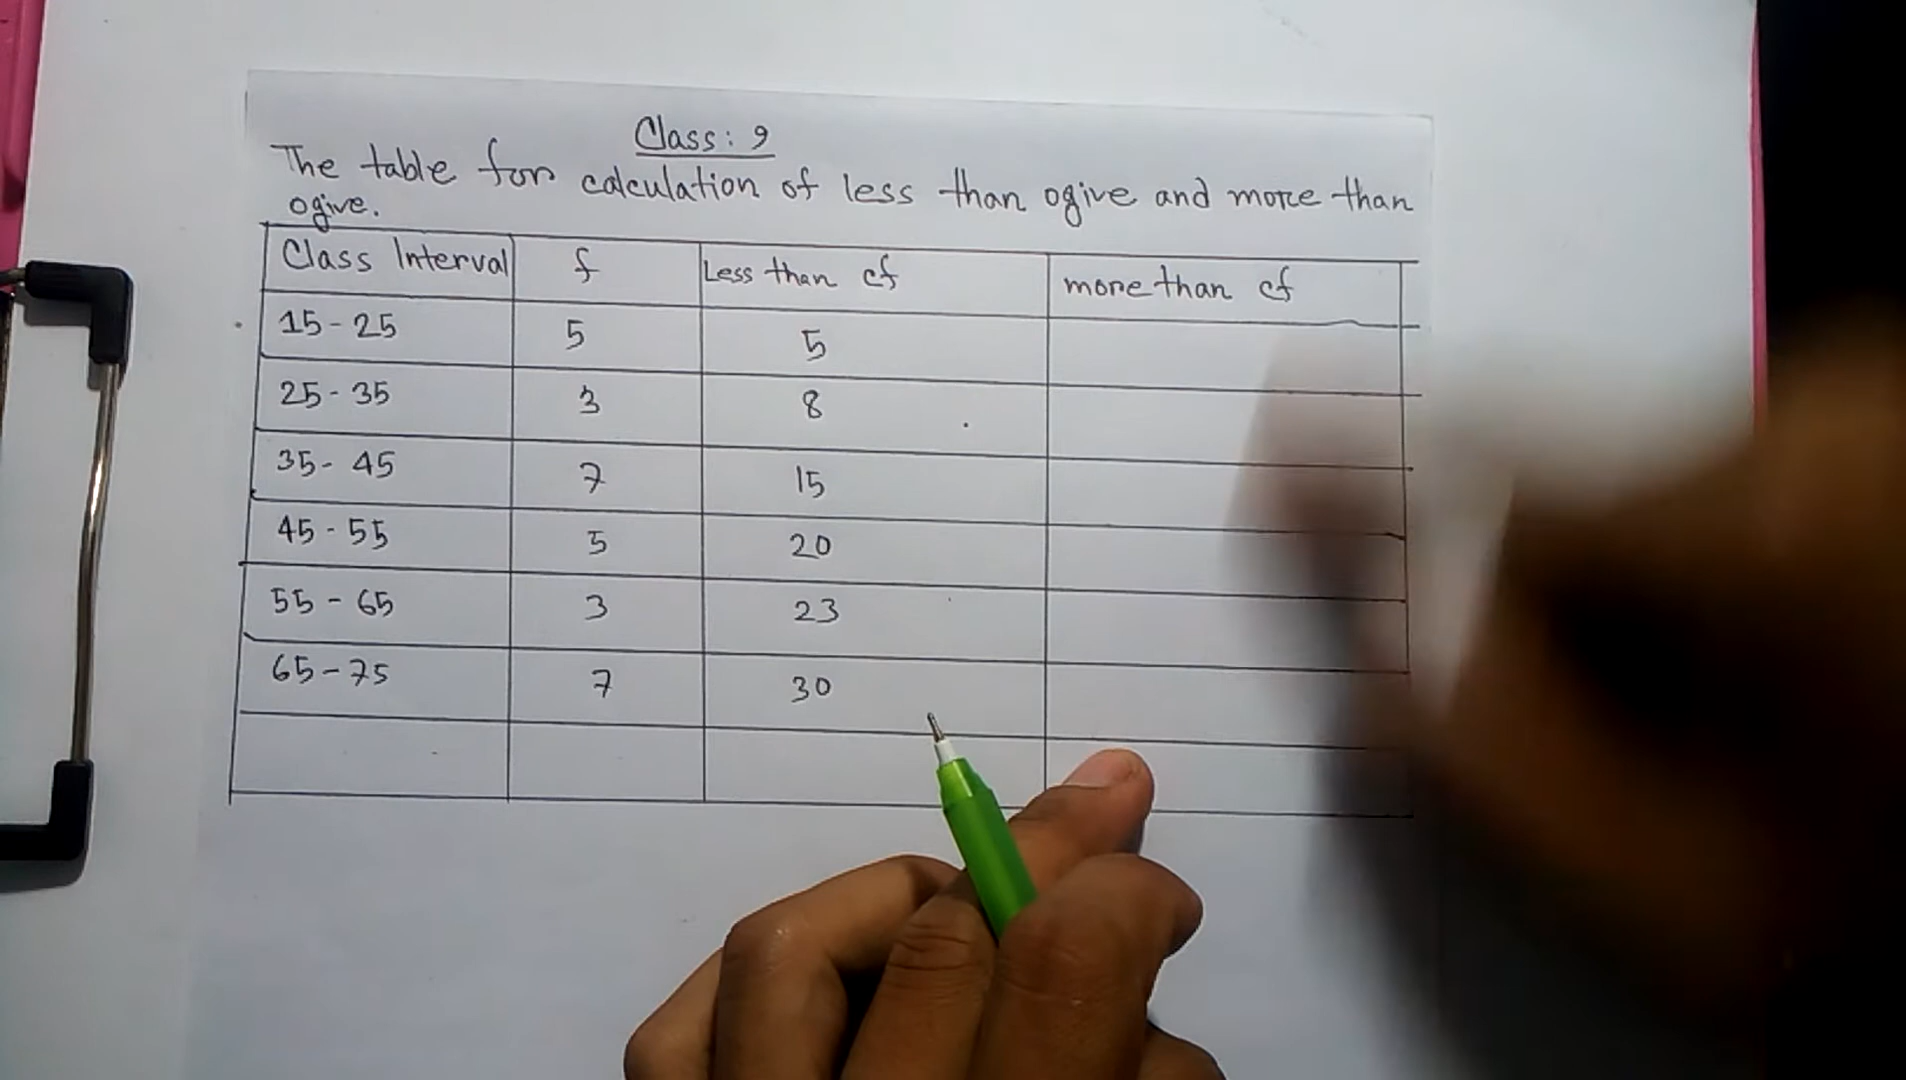 Class: 9
The table for calculation of less than ogive and more than
ogive.
Class Interval f Less than cf more than cf
15-25 5 5
25-35 3 8
35-45 7 15
45-55 5 20
55-65 3 23
65-75 7 30